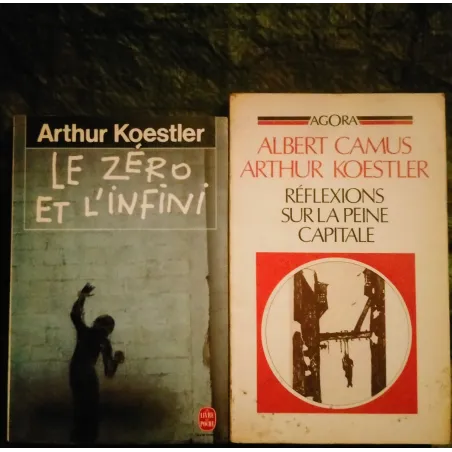 Arthur Koestler
LE ZÉRO
ET L'INFINI
LE LIVRE
DE POCHE
AGORA
ALBERT CAMUS
ARTHUR KOESTLER
RÉFLEXIONS
SUR LA PEINE
CAPITALE